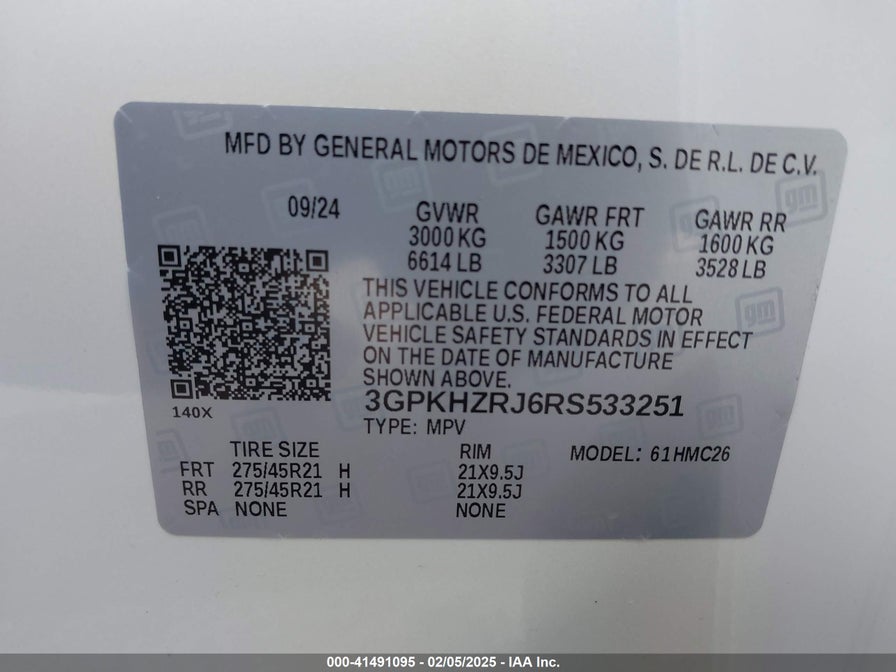 MFD BY GENERAL MOTORS DE MEXICO, S. DE R.L. DE C.V.
09/24 GVWR GAWR FRT GAWR RR
3000 KG 1500 KG 1600 KG
6614 LB 3307 LB 3528 LB
THIS VEHICLE CONFORMS TO ALL
APPLICABLE U.S. FEDERAL MOTOR
VEHICLE SAFETY STANDARDS IN EFFECT
ON THE DATE OF MANUFACTURE
SHOWN ABOVE.
3GPKHZRJ6RS533251
140X
TYPE: MPV
TIRE SIZE RIM MODEL: 61HMC26
FRT 275/45R21 H 21X9.5J
RR 275/45R21 H 21X9.5J
SPA NONE NONE
gm
gm
000-41491095 - 02/05/2025 - IAA Inc.